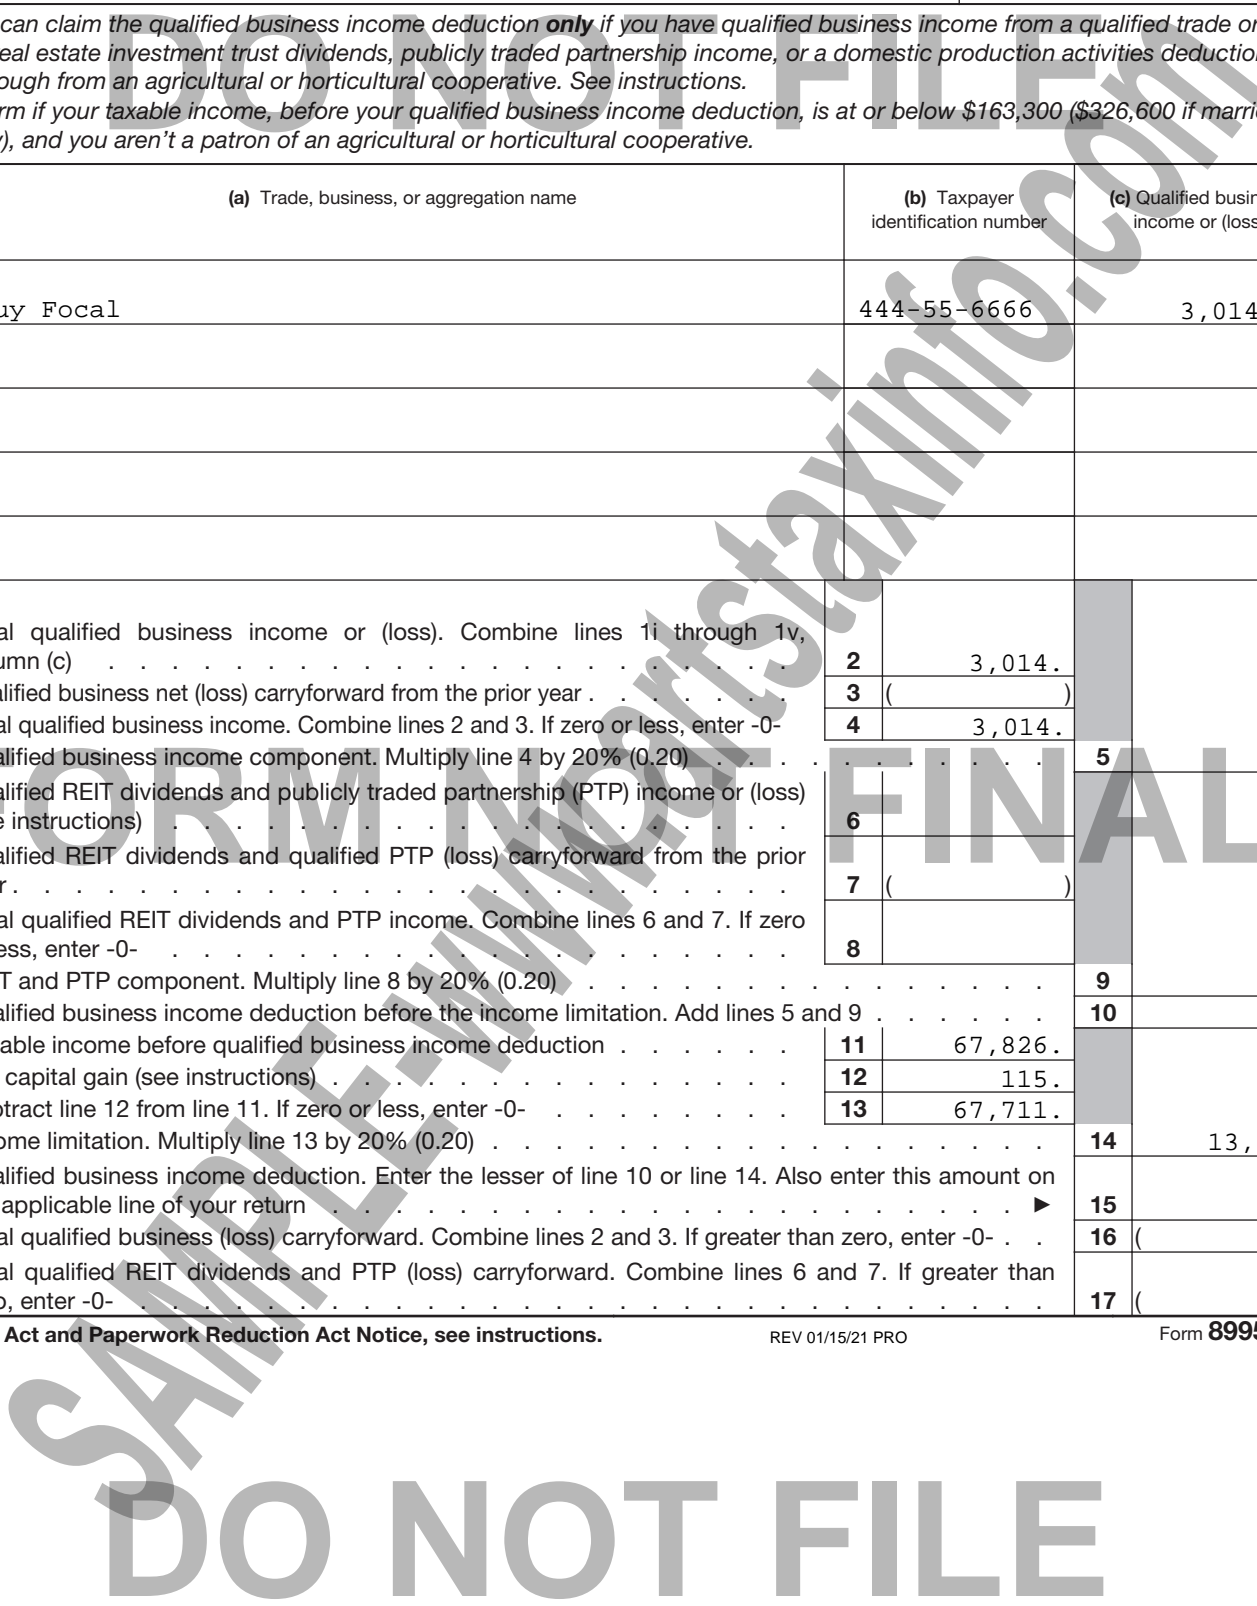 can claim the qualified business income deduction only if you have qualified business income from a qualified trade or
eal estate investment trust dividends, publicly traded partnership income, or a domestic production activities deduction
ough from an agricultural or horticultural cooperative. See instructions.
rm if your taxable income, before your qualified business income deduction, is at or below $163,300 ($326,600 if marri
), and you aren't a patron of an agricultural or horticultural cooperative.
DO NOT FILE
(a) Trade, business, or aggregation name
(b) Taxpayer identification number
(c) Qualified busin
income or (loss
uy Focal 444-55-6666 3,014
al qualified business income or (loss). Combine lines 1i through 1v,
umn (c) . . . . . . . . . . . . . . . . . . . . . . 2 3,014.
alified business net (loss) carryforward from the prior year . . . . . . . 3 ( )
al qualified business income. Combine lines 2 and 3. If zero or less, enter -0- 4 3,014.
alified business income component. Multiply line 4 by 20% (0.20) . . . . . . . . . . . 5
FORM NOT FINAL
alified REIT dividends and publicly traded partnership (PTP) income or (loss)
e instructions) . . . . . . . . . . . . . . . . . . . . 6
alified REIT dividends and qualified PTP (loss) carryforward from the prior
r . . . . . . . . . . . . . . . . . . . . . . . . . 7 ( )
al qualified REIT dividends and PTP income. Combine lines 6 and 7. If zero
ess, enter -0- . . . . . . . . . . . . . . . . . . . . 8
T and PTP component. Multiply line 8 by 20% (0.20) . . . . . . . . . . . . . . . 9
alified business income deduction before the income limitation. Add lines 5 and 9 . . . . . . 10
able income before qualified business income deduction . . . . . . 11 67,826.
capital gain (see instructions) . . . . . . . . . . . . . . . 12 115.
btract line 12 from line 11. If zero or less, enter -0- . . . . . . . . 13 67,711.
ome limitation. Multiply line 13 by 20% (0.20) . . . . . . . . . . . . . . . . . . 14 13,
alified business income deduction. Enter the lesser of line 10 or line 14. Also enter this amount on
applicable line of your return . . . . . . . . . . . . . . . . . . . . . . . ▶ 15
al qualified business (loss) carryforward. Combine lines 2 and 3. If greater than zero, enter -0- . . 16 (
al qualified REIT dividends and PTP (loss) carryforward. Combine lines 6 and 7. If greater than
o, enter -0- . . . . . . . . . . . . . . . . . . . . . . . . . . . . . 17 (
Act and Paperwork Reduction Act Notice, see instructions. REV 01/15/21 PRO Form 8995
SAMPLE-www.partstaxinfo.com
DO NOT FILE